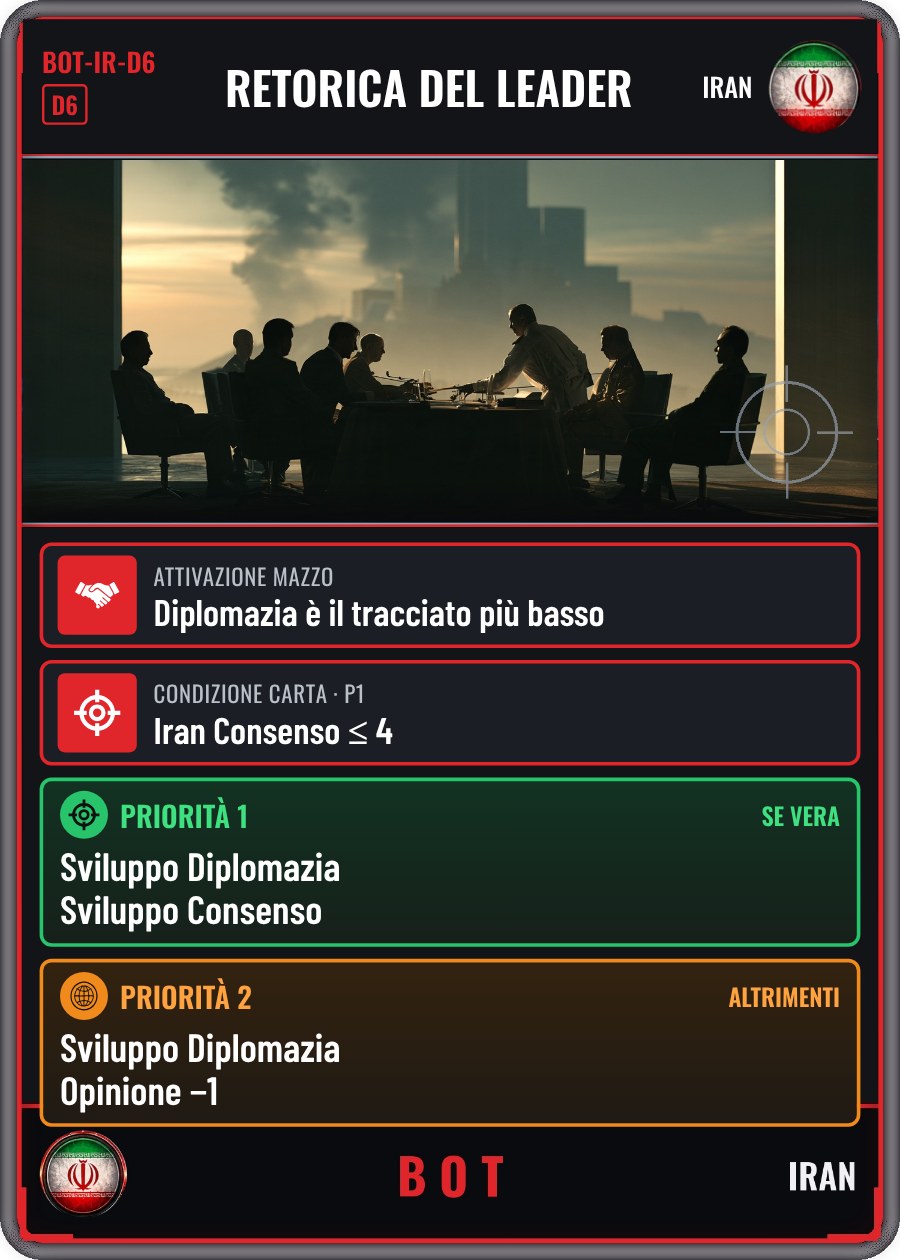 BOT-IR-D6
D6
RETORICA DEL LEADER
IRAN
ATTIVAZIONE MAZZO
Diplomazia è il tracciato più basso
CONDIZIONE CARTA · P1
Iran Consenso ≤ 4
PRIORITÀ 1
SE VERA
Sviluppo Diplomazia
Sviluppo Consenso
PRIORITÀ 2
ALTRIMENTI
Sviluppo Diplomazia
Opinione −1
BOT
IRAN